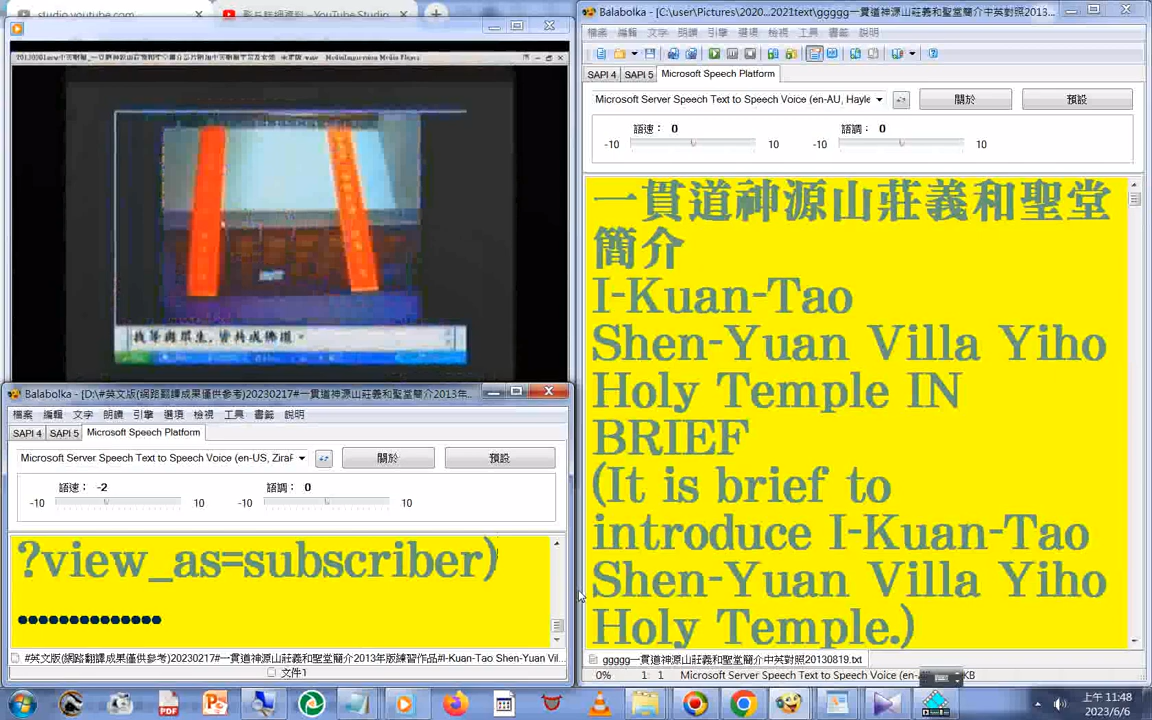 studio.youtube.com
影片詳細資料 - YouTube Studio
我等與眾生,皆共成佛道。
Balabolka - [C:\user\Pictures\2020...2021text\ggggg一貫道神源山莊義和聖堂簡介中英對照2013...
檔案 編輯 文字 朗讀 引擎 選項 檢視 工具 書籤 說明
SAPI 4 SAPI 5 Microsoft Speech Platform
Microsoft Server Speech Text to Speech Voice (en-AU, Hayle
關於
預設
語速: 0
語調: 0
-10 10 -10 10
一貫道神源山莊義和聖堂
簡介
I-Kuan-Tao
Shen-Yuan Villa Yiho
Holy Temple IN
BRIEF
(It is brief to
introduce I-Kuan-Tao
Shen-Yuan Villa Yiho
Holy Temple.)
ggggg一貫道神源山莊義和聖堂簡介中英對照20130819.txt
0% 1: 1 Microsoft Server Speech Text to Speech Voice (en-
KB
Balabolka - [D:\#英文版(網路翻譯成果僅供參考)20230217#一貫道神源山莊義和聖堂簡介2013年...
檔案 編輯 文字 朗讀 引擎 選項 檢視 工具 書籤 說明
SAPI 4 SAPI 5 Microsoft Speech Platform
Microsoft Server Speech Text to Speech Voice (en-US, ZiraP
關於
預設
語速: -2
語調: 0
-10 10 -10 10
?view_as=subscriber)
••••••••••••••
#英文版(網路翻譯成果僅供參考)20230217#一貫道神源山莊義和聖堂簡介2013年版練習作品#I-Kuan-Tao Shen-Yuan Vil...
文件1
PDF
上午 11:48
2023/6/6